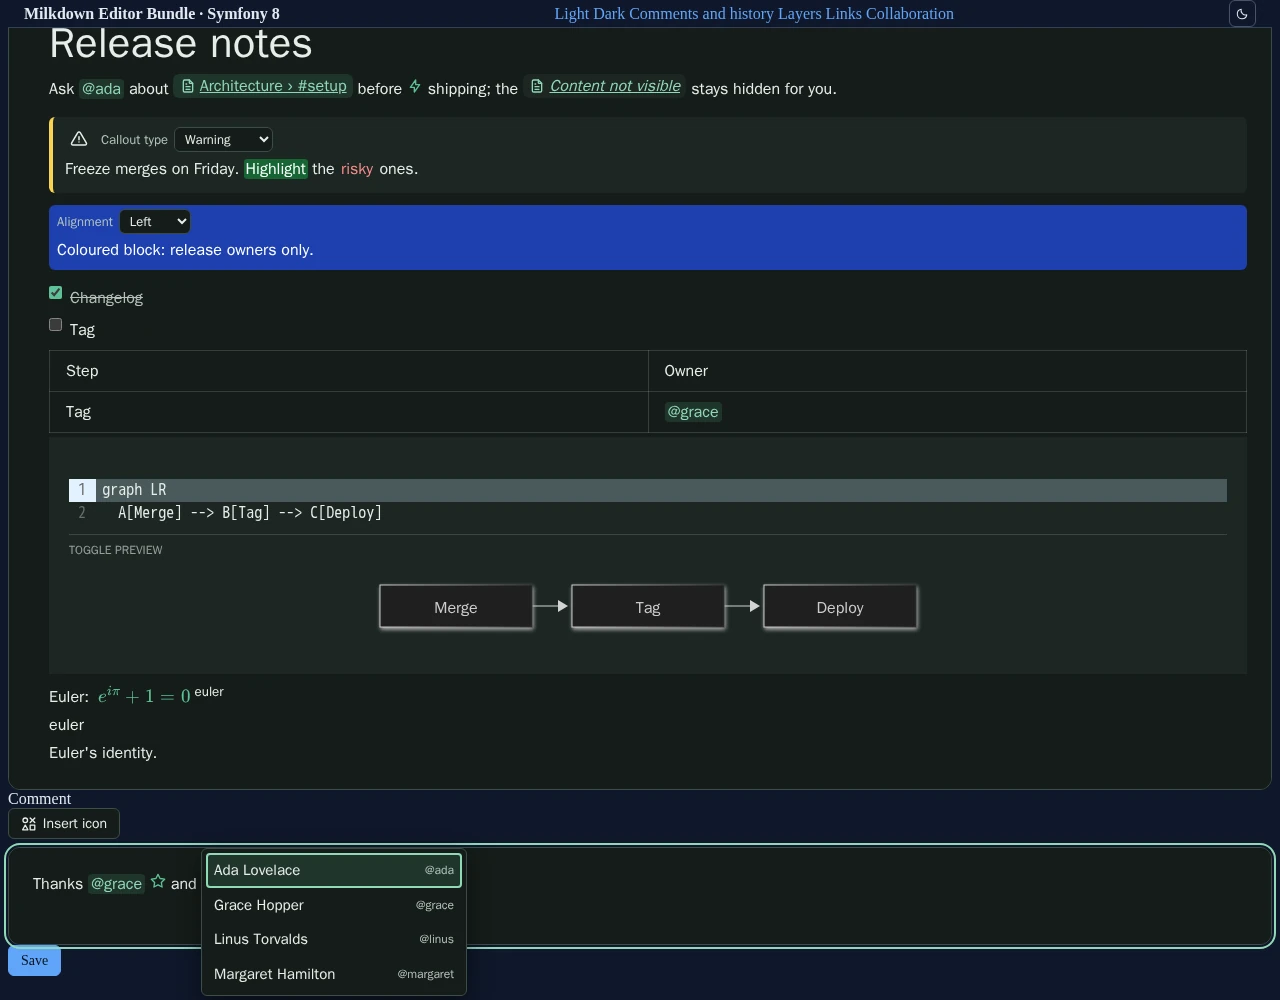 Milkdown Editor Bundle · Symfony 8
Light Dark Comments and history Layers Links Collaboration
Release notes
Ask @ada about Architecture › #setup before shipping; the Content not visible stays hidden for you.
Callout type Warning
Freeze merges on Friday. Highlight the risky ones.
Alignment Left
Coloured block: release owners only.
Changelog
Tag
Step Owner
Tag @grace
1 graph LR
2 A[Merge] --> B[Tag] --> C[Deploy]
TOGGLE PREVIEW
Merge Tag Deploy
Euler: e^{iπ} + 1 = 0 euler
euler
Euler's identity.
Comment
Insert icon
Thanks @grace and
Ada Lovelace @ada
Grace Hopper @grace
Linus Torvalds @linus
Margaret Hamilton @margaret
Save